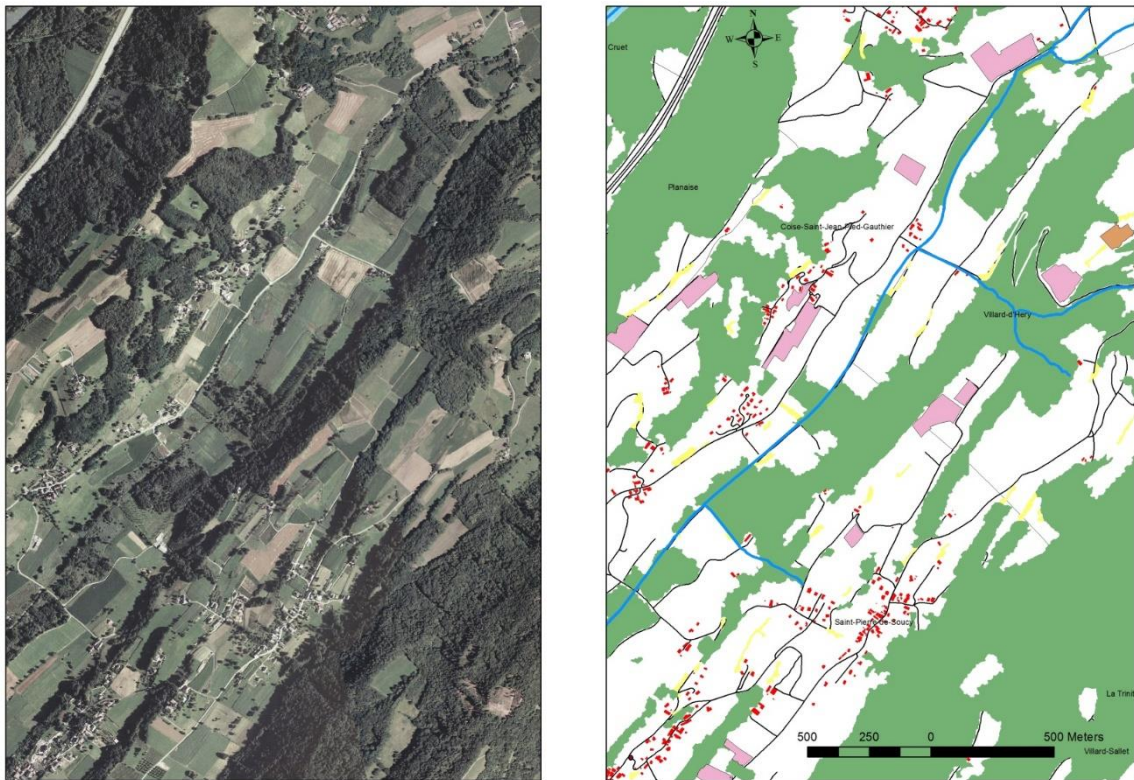 N
W E
S
Cruet
Planaise
Coise-Saint-Jean-Pied-Gauthier
Villard-d'Hery
Saint-Pierre-de-Soucy
La Trinit
500 250 0 500 Meters
Villard-Sallet